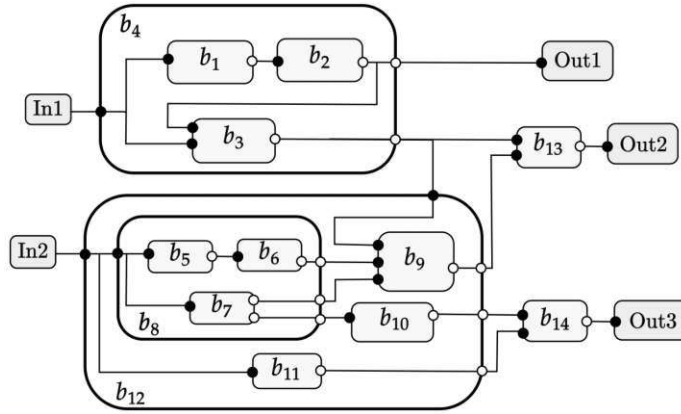 b₄
b₁ b₂ Out1
In1
b₃ b₁₃ Out2
In2 b₅ b₆ b₉
b₇ b₁₀ b₁₄ Out3
b₈
b₁₁
b₁₂